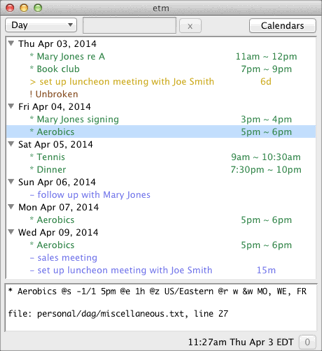 etm
Day x Calendars
Thu Apr 03, 2014
* Mary Jones re A 11am ~ 12pm
* Book club 7pm ~ 9pm
> set up luncheon meeting with Joe Smith 6d
! Unbroken
Fri Apr 04, 2014
* Mary Jones signing 3pm ~ 4pm
* Aerobics 5pm ~ 6pm
Sat Apr 05, 2014
* Tennis 9am ~ 10:30am
* Dinner 7:30pm ~ 10pm
Sun Apr 06, 2014
- follow up with Mary Jones
Mon Apr 07, 2014
* Aerobics 5pm ~ 6pm
Wed Apr 09, 2014
* Aerobics 5pm ~ 6pm
- sales meeting
- set up luncheon meeting with Joe Smith 15m
* Aerobics @s -1/1 5pm @e 1h @z US/Eastern @r w &w MO, WE, FR
file: personal/dag/miscellaneous.txt, line 27
11:27am Thu Apr 3 EDT 0